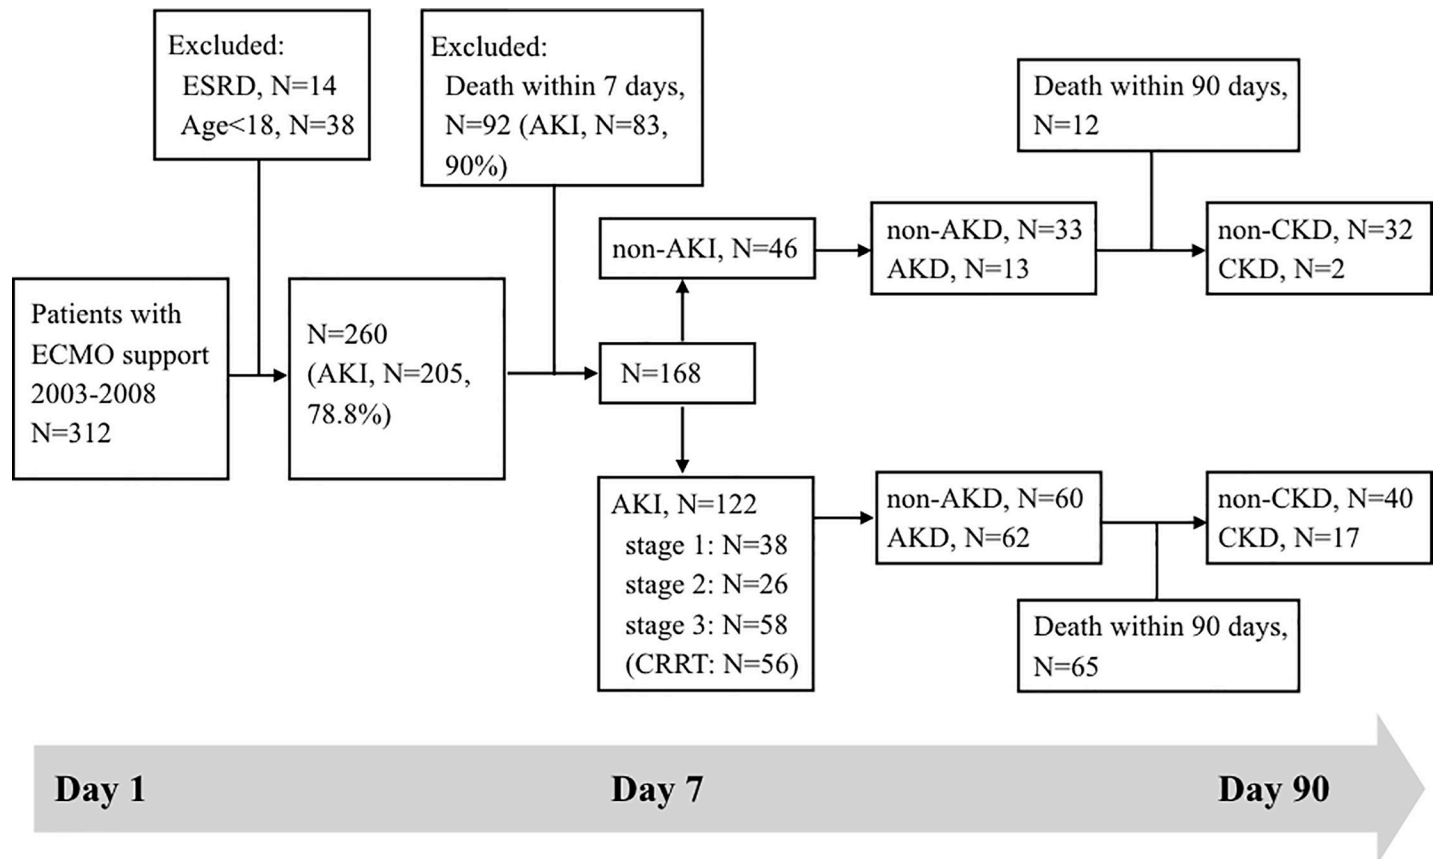 Excluded:
ESRD, N=14
Age<18, N=38
Excluded:
Death within 7 days,
N=92 (AKI, N=83,
90%)
Death within 90 days,
N=12
non-AKI, N=46
non-AKD, N=33
AKD, N=13
non-CKD, N=32
CKD, N=2
Patients with
ECMO support
2003-2008
N=312
N=260
(AKI, N=205,
78.8%)
N=168
AKI, N=122
stage 1: N=38
stage 2: N=26
stage 3: N=58
(CRRT: N=56)
non-AKD, N=60
AKD, N=62
non-CKD, N=40
CKD, N=17
Death within 90 days,
N=65
Day 1
Day 7
Day 90